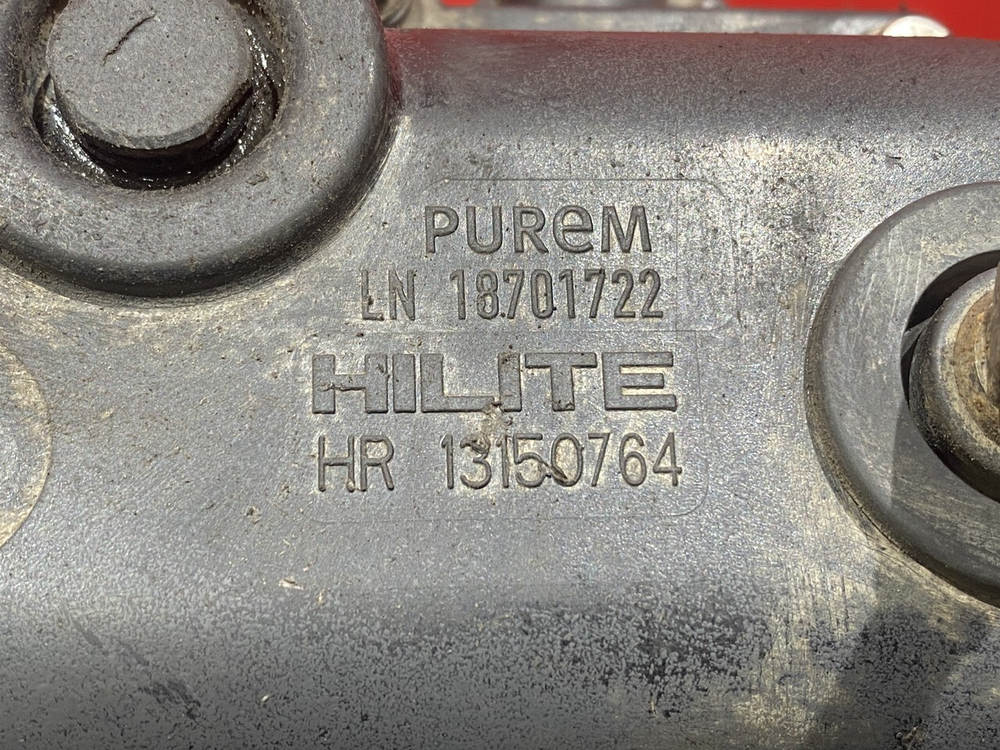 PUReM
LN 18701722
HILITE
HR 13150764